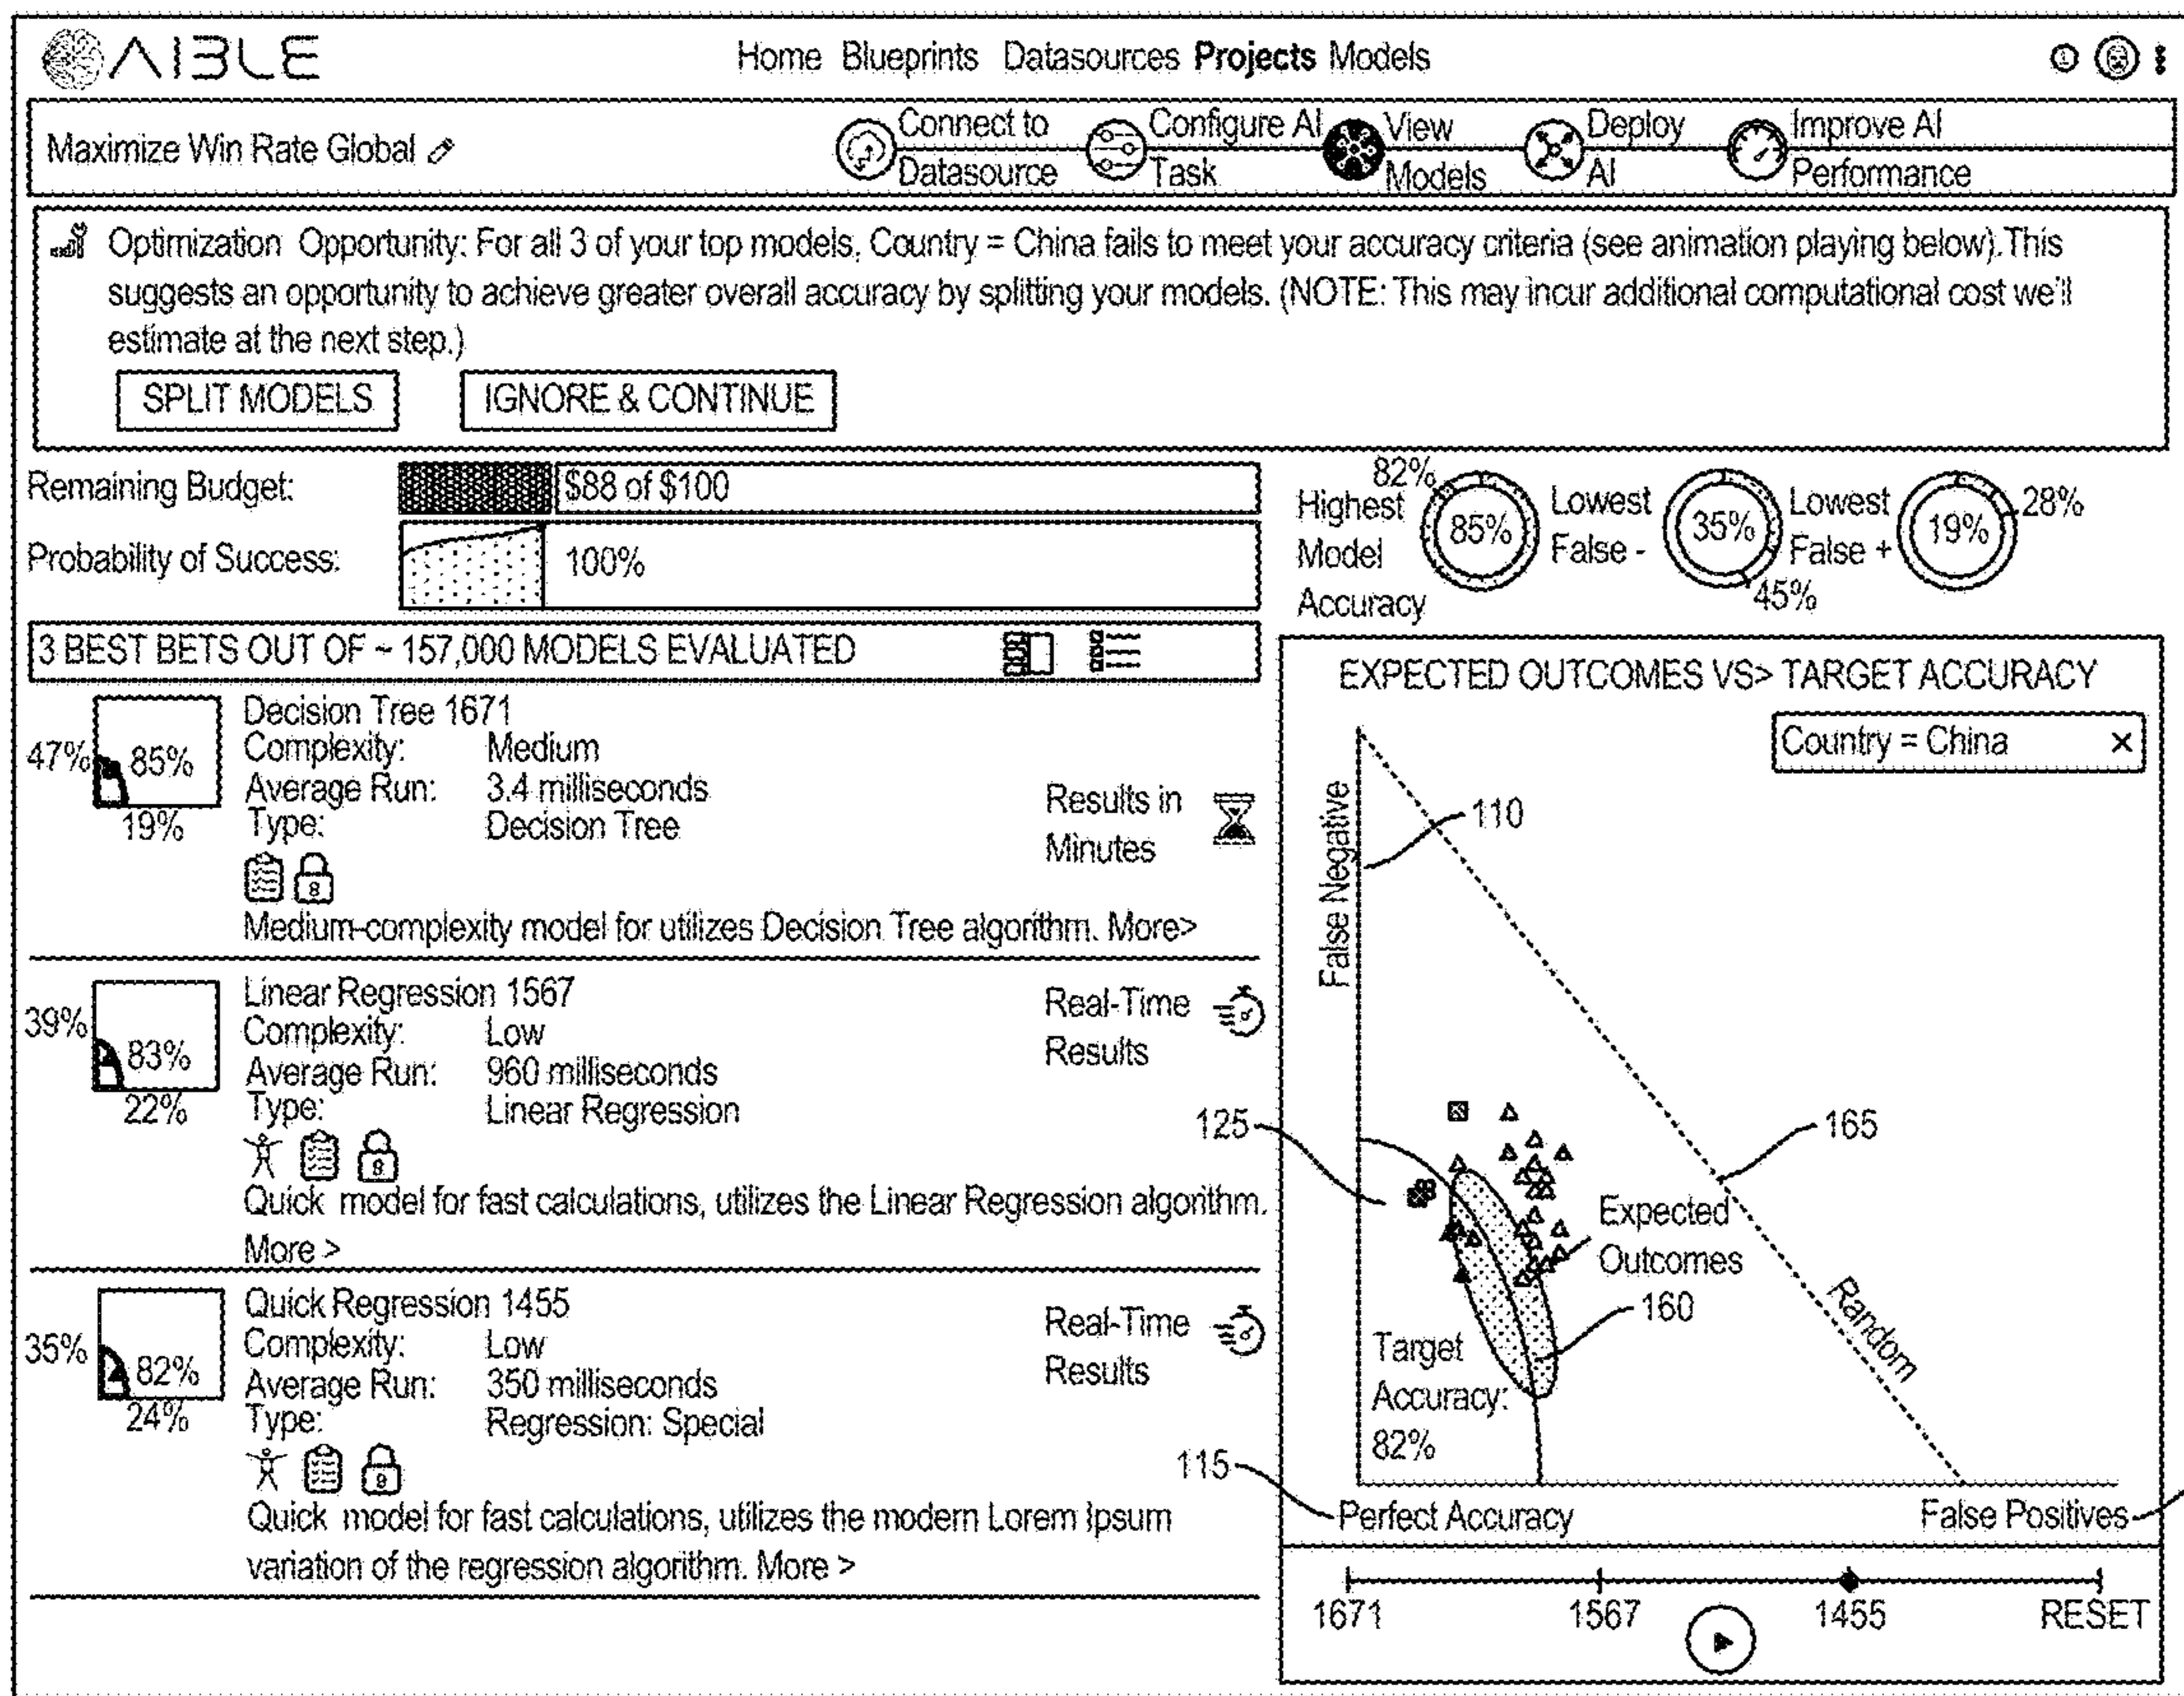 AIBLE
Home Blueprints Datasources Projects Models
Maximize Win Rate Global
Connect to Datasource
Configure AI Task
View Models
Deploy AI
Improve AI Performance
Optimization Opportunity: For all 3 of your top models, Country = China fails to meet your accuracy criteria (see animation playing below).This
suggests an opportunity to achieve greater overall accuracy by splitting your models. (NOTE: This may incur additional computational cost we'll
estimate at the next step.)
SPLIT MODELS
IGNORE & CONTINUE
Remaining Budget:
$88 of $100
Probability of Success:
100%
82%
Highest
Model
Accuracy
85%
Lowest
False -
35%
45%
Lowest
False +
19%
28%
3 BEST BETS OUT OF ~ 157,000 MODELS EVALUATED
47%
85%
19%
Decision Tree 1671
Complexity: Medium
Average Run: 3.4 milliseconds
Type: Decision Tree
Results in
Minutes
8
Medium-complexity model for utilizes Decision Tree algorithm. More>
39%
83%
22%
Linear Regression 1567
Complexity: Low
Average Run: 960 milliseconds
Type: Linear Regression
Real-Time
Results
8
Quick model for fast calculations, utilizes the Linear Regression algorithm.
More >
35%
82%
24%
Quick Regression 1455
Complexity: Low
Average Run: 350 milliseconds
Type: Regression: Special
Real-Time
Results
8
Quick model for fast calculations, utilizes the modern Lorem Ipsum
variation of the regression algorithm. More >
EXPECTED OUTCOMES VS> TARGET ACCURACY
Country = China ×
False Negative
110
125
165
Expected
Outcomes
160
Random
Target
Accuracy:
82%
115
Perfect Accuracy
False Positives
1671
1567
1455
RESET